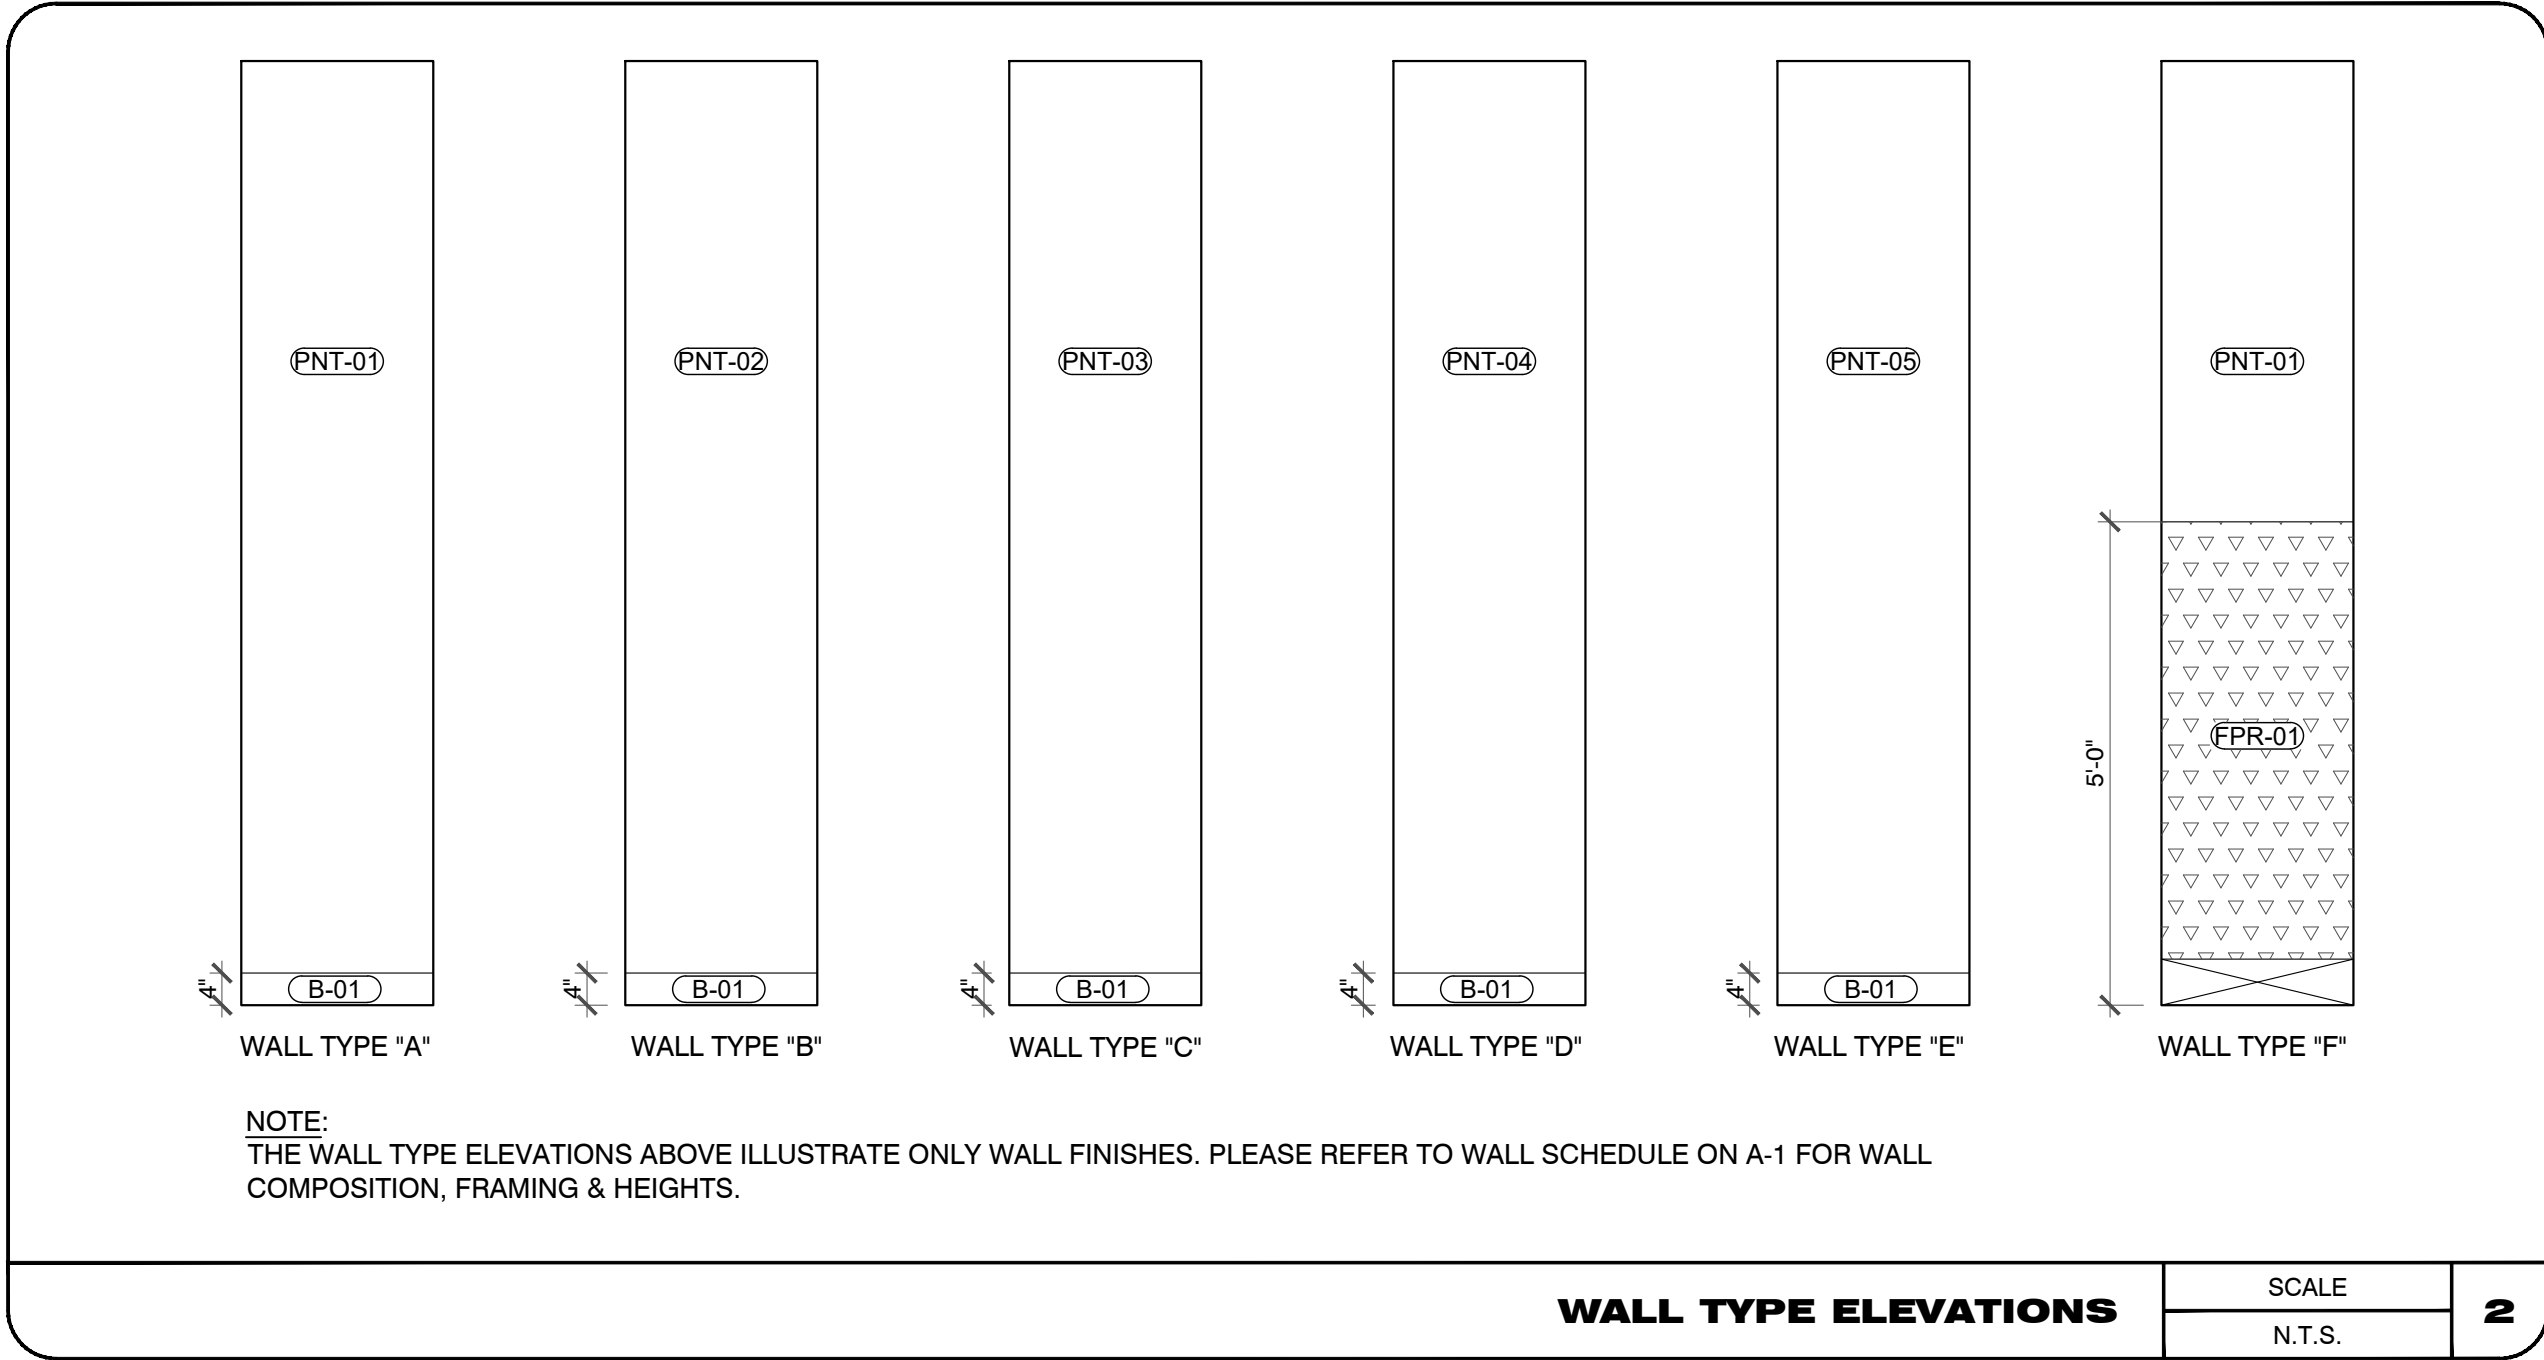 PNT-01
PNT-02
PNT-03
PNT-04
PNT-05
PNT-01
FPR-01
5'-0"
4"
B-01
4"
B-01
4"
B-01
4"
B-01
4"
B-01
WALL TYPE "A"
WALL TYPE "B"
WALL TYPE "C"
WALL TYPE "D"
WALL TYPE "E"
WALL TYPE "F"
NOTE:
THE WALL TYPE ELEVATIONS ABOVE ILLUSTRATE ONLY WALL FINISHES. PLEASE REFER TO WALL SCHEDULE ON A-1 FOR WALL
COMPOSITION, FRAMING & HEIGHTS.
WALL TYPE ELEVATIONS
SCALE
N.T.S.
2